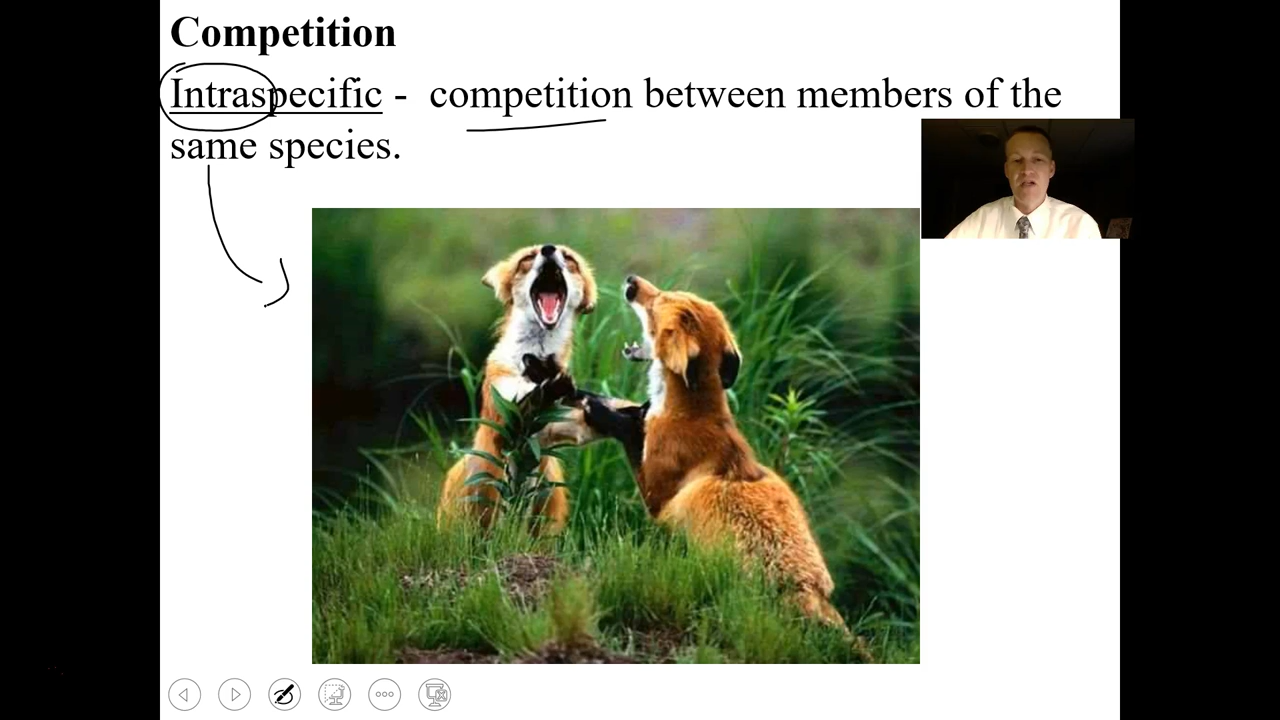 Competition
Intraspecific - competition between members of the
same species.